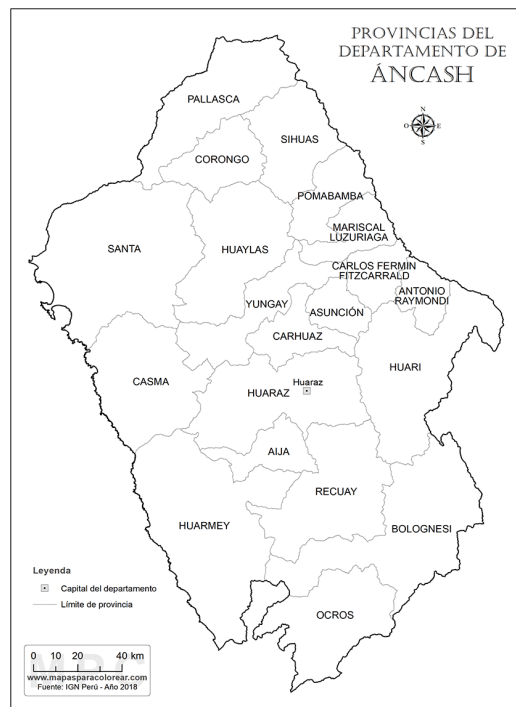 PROVINCIAS DEL
DEPARTAMENTO DE
ÁNCASH
N
O E
S
PALLASCA
SIHUAS
CORONGO
POMABAMBA
MARISCAL
LUZURIAGA
SANTA
HUAYLAS
CARLOS FERMÍN
FITZCARRALD
ANTONIO
RAYMONDI
YUNGAY
ASUNCIÓN
CARHUAZ
HUARI
CASMA
Huaraz
HUARAZ
AIJA
RECUAY
HUARMEY
BOLOGNESI
OCROS
Leyenda
Capital del departamento
Límite de provincia
0 10 20 40 km
www.mapasparacolorear.com
Fuente: IGN Perú - Año 2018